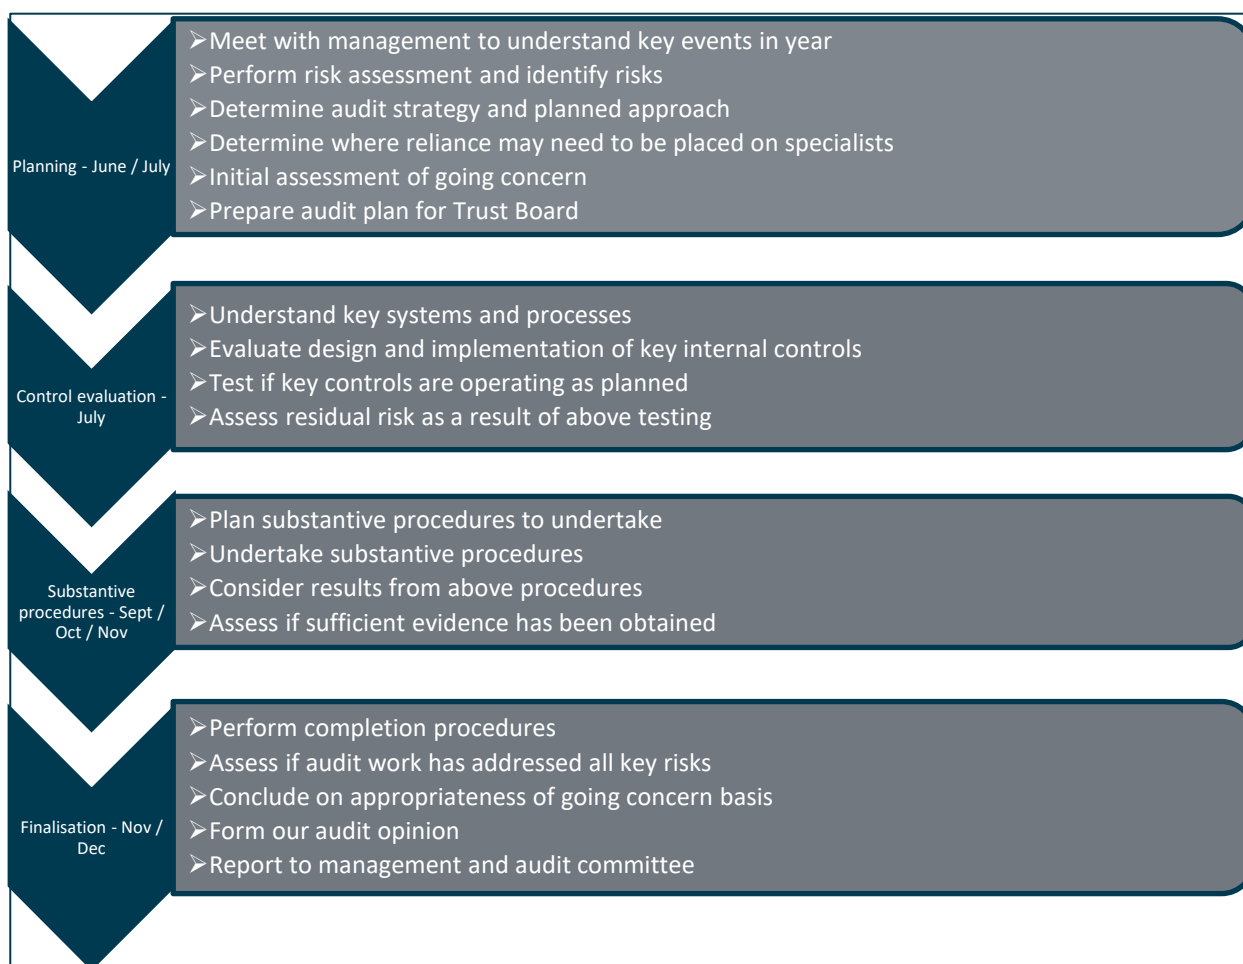 ➢Meet with management to understand key events in year
➢Perform risk assessment and identify risks
➢Determine audit strategy and planned approach
➢Determine where reliance may need to be placed on specialists
➢Initial assessment of going concern
➢Prepare audit plan for Trust Board
Planning - June / July
➢Understand key systems and processes
➢Evaluate design and implementation of key internal controls
➢Test if key controls are operating as planned
➢Assess residual risk as a result of above testing
Control evaluation -
July
➢Plan substantive procedures to undertake
➢Undertake substantive procedures
➢Consider results from above procedures
➢Assess if sufficient evidence has been obtained
Substantive
procedures - Sept /
Oct / Nov
➢Perform completion procedures
➢Assess if audit work has addressed all key risks
➢Conclude on appropriateness of going concern basis
➢Form our audit opinion
➢Report to management and audit committee
Finalisation - Nov /
Dec